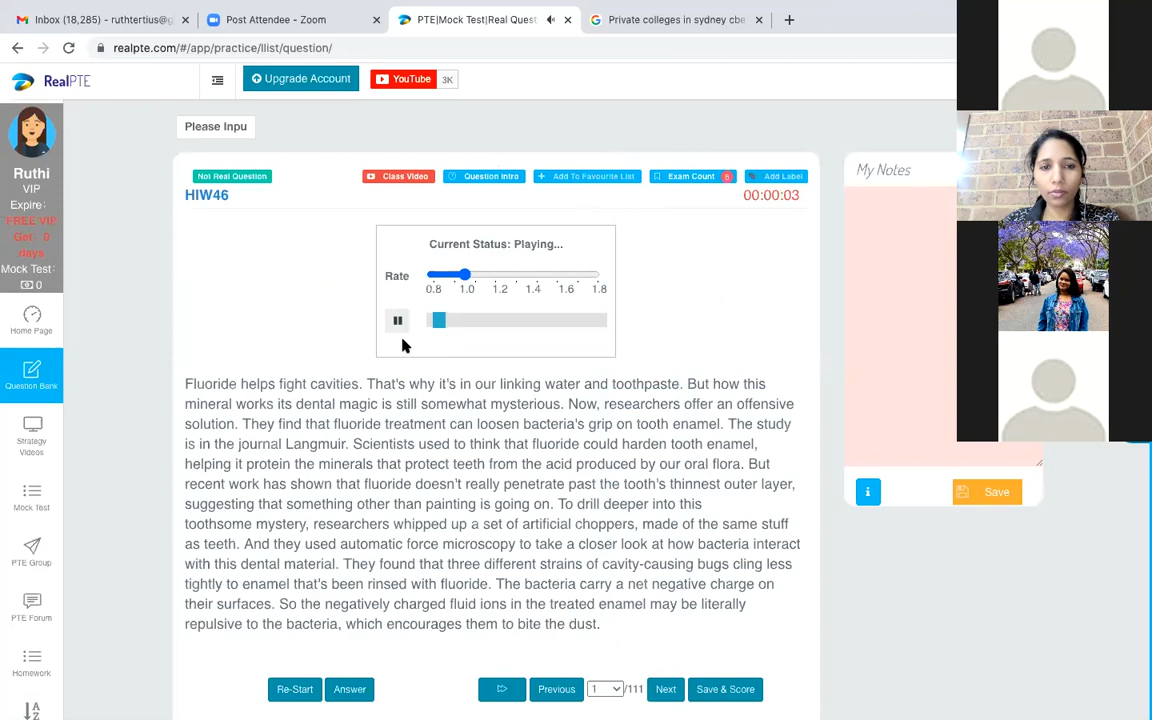 Inbox (18,285) - ruthtertius@g
Post Attendee - Zoom
PTE|Mock Test|Real Quest
Private colleges in sydney cbe
realpte.com/#/app/practice/llist/question/
RealPTE
Upgrade Account
YouTube
3K
Please Inpu
Ruthi
VIP
Expire:
"FREE VIP
Got: 0
days
Mock Test:
0
Home Page
Question Bank
Strategy
Videos
Mock Test
PTE Group
PTE Forum
Homework
Not Real Question
Class Video
Question Intro
Add To Favourite List
Exam Count 6
Add Label
HIW46
00:00:03
Current Status: Playing...
Rate
0.8 1.0 1.2 1.4 1.6 1.8
Fluoride helps fight cavities. That's why it's in our linking water and toothpaste. But how this
mineral works its dental magic is still somewhat mysterious. Now, researchers offer an offensive
solution. They find that fluoride treatment can loosen bacteria's grip on tooth enamel. The study
is in the journal Langmuir. Scientists used to think that fluoride could harden tooth enamel,
helping it protein the minerals that protect teeth from the acid produced by our oral flora. But
recent work has shown that fluoride doesn't really penetrate past the tooth's thinnest outer layer,
suggesting that something other than painting is going on. To drill deeper into this
toothsome mystery, researchers whipped up a set of artificial choppers, made of the same stuff
as teeth. And they used automatic force microscopy to take a closer look at how bacteria interact
with this dental material. They found that three different strains of cavity-causing bugs cling less
tightly to enamel that's been rinsed with fluoride. The bacteria carry a net negative charge on
their surfaces. So the negatively charged fluid ions in the treated enamel may be literally
repulsive to the bacteria, which encourages them to bite the dust.
Re-Start
Answer
Previous
1
/111
Next
Save & Score
My Notes
Save